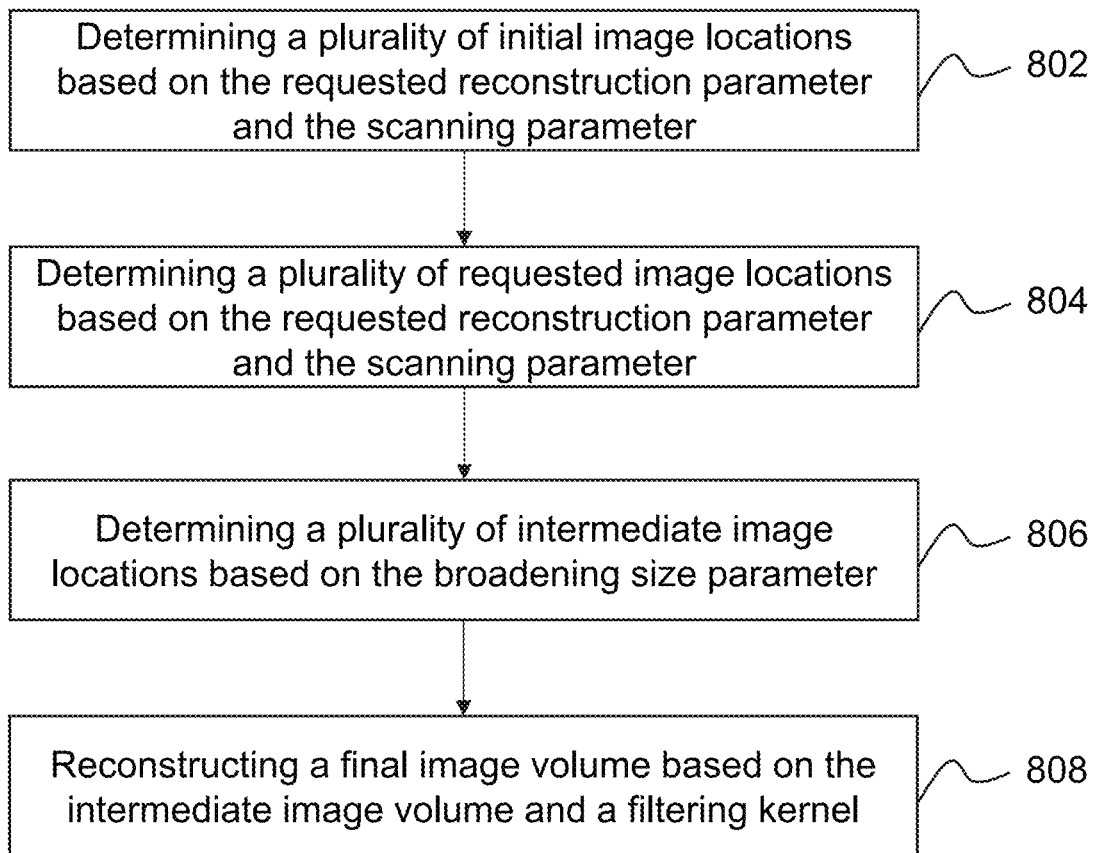 Determining a plurality of initial image locations
based on the requested reconstruction parameter
and the scanning parameter
802
Determining a plurality of requested image locations
based on the requested reconstruction parameter
and the scanning parameter
804
Determining a plurality of intermediate image
locations based on the broadening size parameter
806
Reconstructing a final image volume based on the
intermediate image volume and a filtering kernel
808